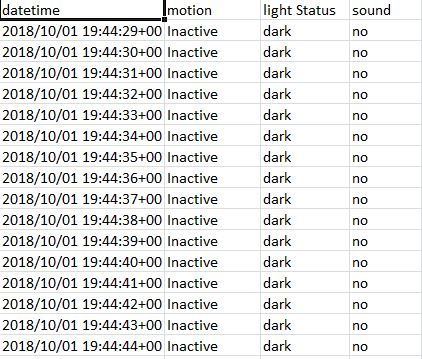 datetime motion light Status sound
2018/10/01 19:44:29+00 Inactive dark no
2018/10/01 19:44:30+00 Inactive dark no
2018/10/01 19:44:31+00 Inactive dark no
2018/10/01 19:44:32+00 Inactive dark no
2018/10/01 19:44:33+00 Inactive dark no
2018/10/01 19:44:34+00 Inactive dark no
2018/10/01 19:44:35+00 Inactive dark no
2018/10/01 19:44:36+00 Inactive dark no
2018/10/01 19:44:37+00 Inactive dark no
2018/10/01 19:44:38+00 Inactive dark no
2018/10/01 19:44:39+00 Inactive dark no
2018/10/01 19:44:40+00 Inactive dark no
2018/10/01 19:44:41+00 Inactive dark no
2018/10/01 19:44:42+00 Inactive dark no
2018/10/01 19:44:43+00 Inactive dark no
2018/10/01 19:44:44+00 Inactive dark no